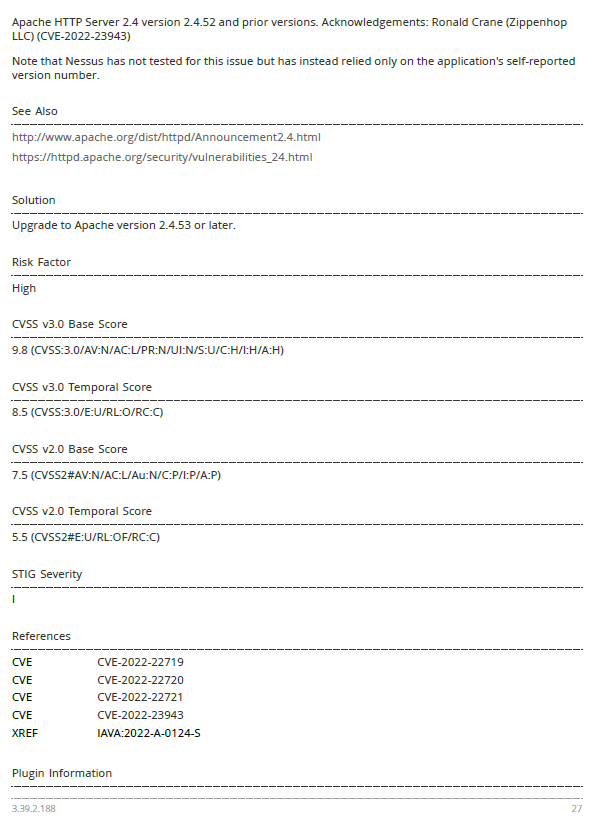 Apache HTTP Server 2.4 version 2.4.52 and prior versions. Acknowledgements: Ronald Crane (Zippenhop
LLC) (CVE-2022-23943)
Note that Nessus has not tested for this issue but has instead relied only on the application's self-reported
version number.
See Also
http://www.apache.org/dist/httpd/Announcement2.4.html
https://httpd.apache.org/security/vulnerabilities_24.html
Solution
Upgrade to Apache version 2.4.53 or later.
Risk Factor
High
CVSS v3.0 Base Score
9.8 (CVSS:3.0/AV:N/AC:L/PR:N/UI:N/S:U/C:H/I:H/A:H)
CVSS v3.0 Temporal Score
8.5 (CVSS:3.0/E:U/RL:O/RC:C)
CVSS v2.0 Base Score
7.5 (CVSS2#AV:N/AC:L/Au:N/C:P/I:P/A:P)
CVSS v2.0 Temporal Score
5.5 (CVSS2#E:U/RL:OF/RC:C)
STIG Severity
I
References
CVE CVE-2022-22719
CVE CVE-2022-22720
CVE CVE-2022-22721
CVE CVE-2022-23943
XREF IAVA:2022-A-0124-S
Plugin Information
3.39.2.188 27